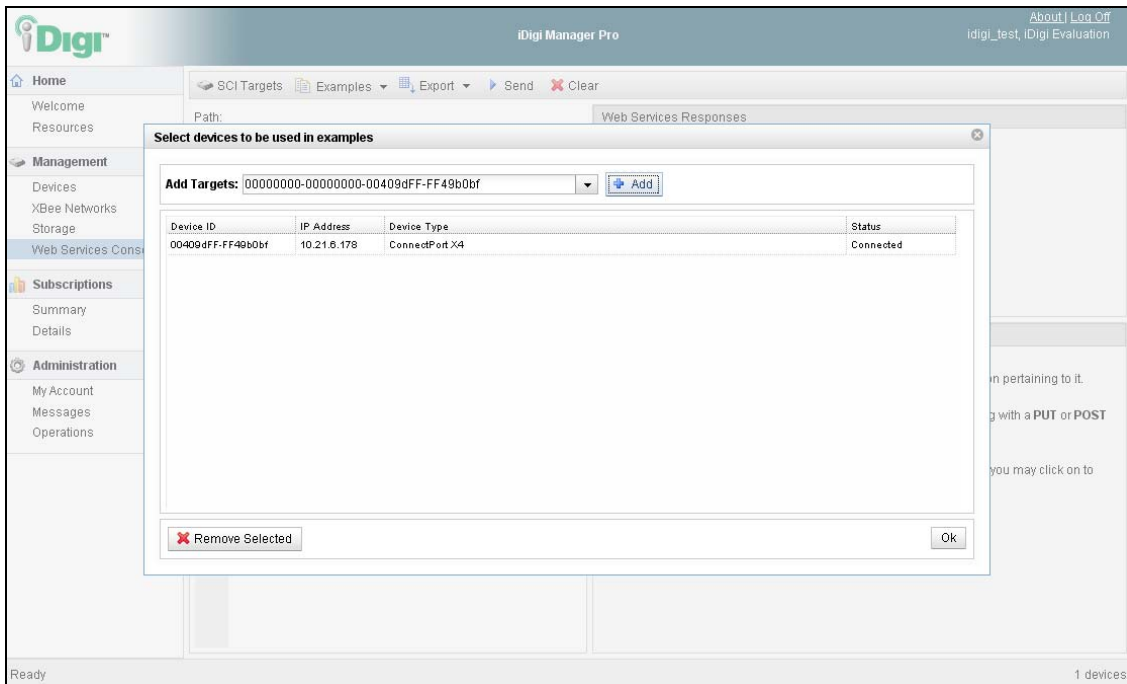 iDigi™
iDigi Manager Pro
About | Log Off
idigi_test, iDigi Evaluation
Home
Welcome
Resources
Management
Devices
XBee Networks
Storage
Web Services Cons
Subscriptions
Summary
Details
Administration
My Account
Messages
Operations
SCI Targets Examples Export Send Clear
Path:
Web Services Responses
Select devices to be used in examples
Add Targets: 00000000-00000000-00409dFF-FF49b0bf Add
Device ID IP Address Device Type Status
00409dFF-FF49b0bf 10.21.6.178 ConnectPort X4 Connected
on pertaining to it.
g with a PUT or POST
you may click on to
Remove Selected
Ok
Ready
1 devices